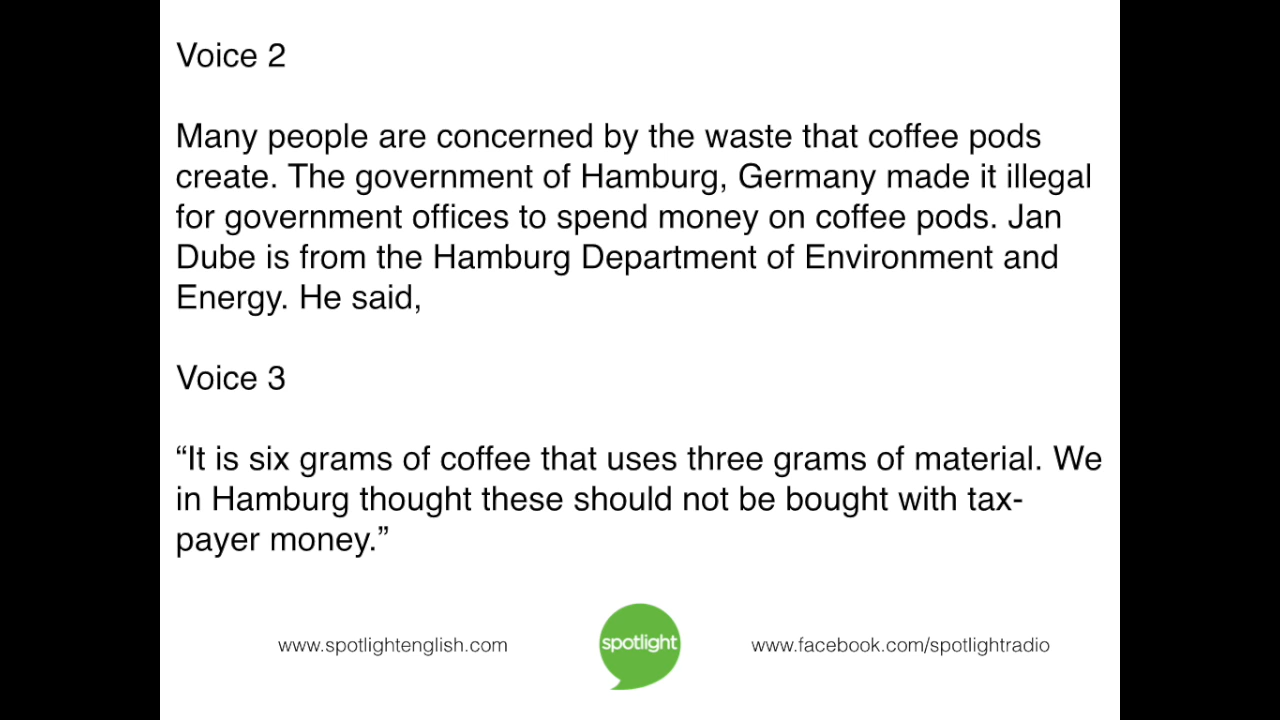 Voice 2
Many people are concerned by the waste that coffee pods
create. The government of Hamburg, Germany made it illegal
for government offices to spend money on coffee pods. Jan
Dube is from the Hamburg Department of Environment and
Energy. He said,
Voice 3
“It is six grams of coffee that uses three grams of material. We
in Hamburg thought these should not be bought with tax-
payer money.”
www.spotlightenglish.com
spotlight
www.facebook.com/spotlightradio